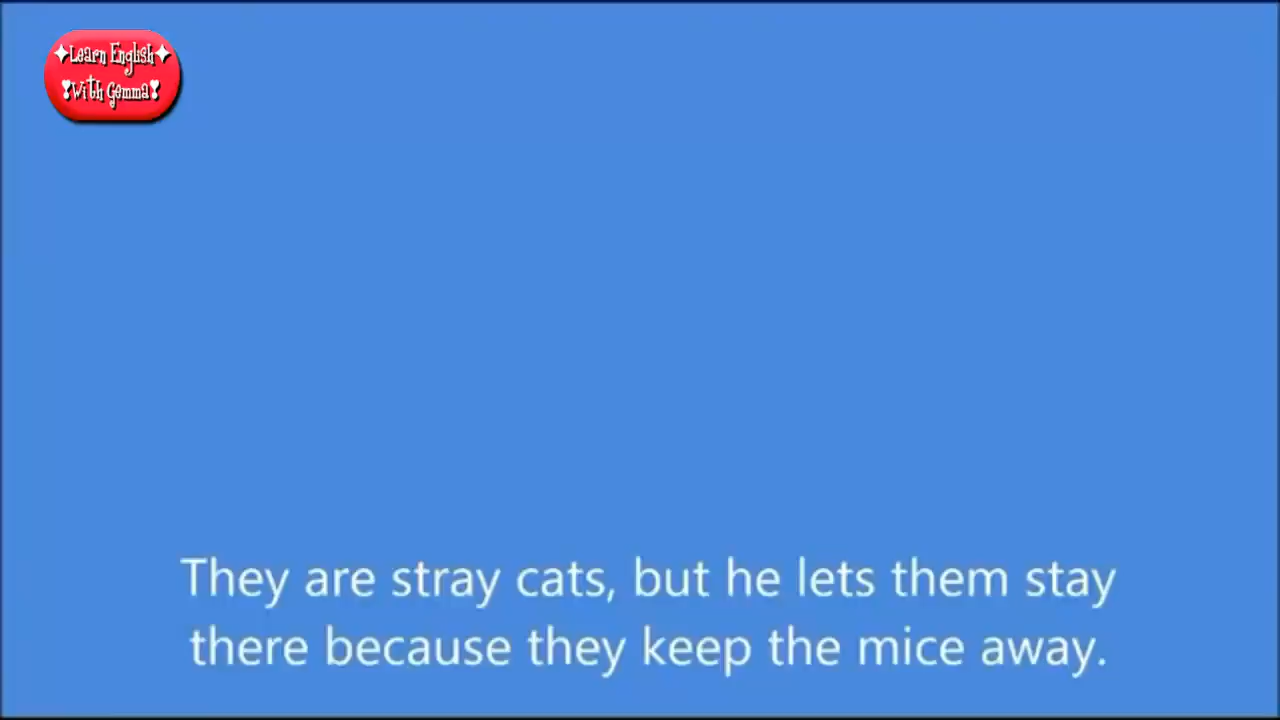 Learn English
With Gemma
They are stray cats, but he lets them stay
there because they keep the mice away.